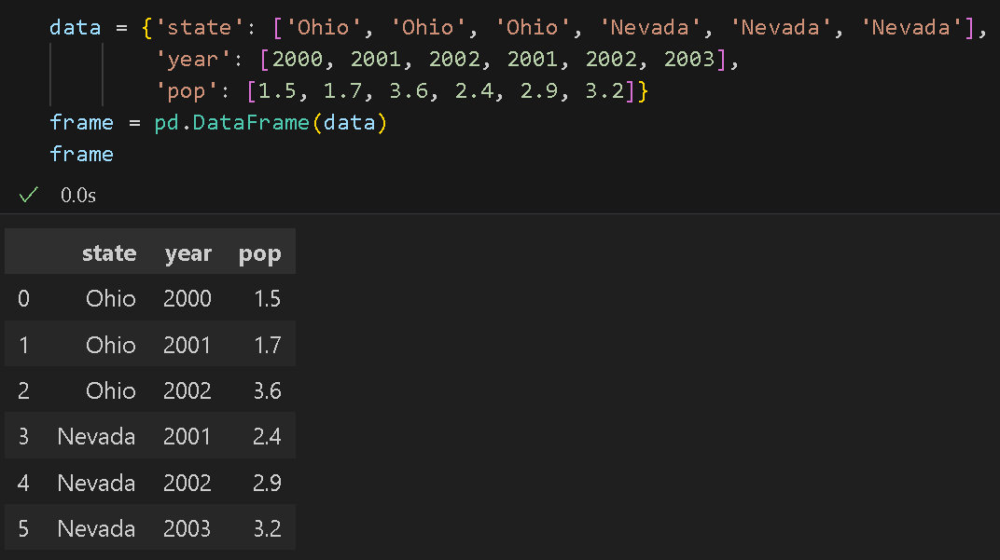 data = {'state': ['Ohio', 'Ohio', 'Ohio', 'Nevada', 'Nevada', 'Nevada'],
'year': [2000, 2001, 2002, 2001, 2002, 2003],
'pop': [1.5, 1.7, 3.6, 2.4, 2.9, 3.2]}
frame = pd.DataFrame(data)
frame
✓ 0.0s
state year pop
0 Ohio 2000 1.5
1 Ohio 2001 1.7
2 Ohio 2002 3.6
3 Nevada 2001 2.4
4 Nevada 2002 2.9
5 Nevada 2003 3.2